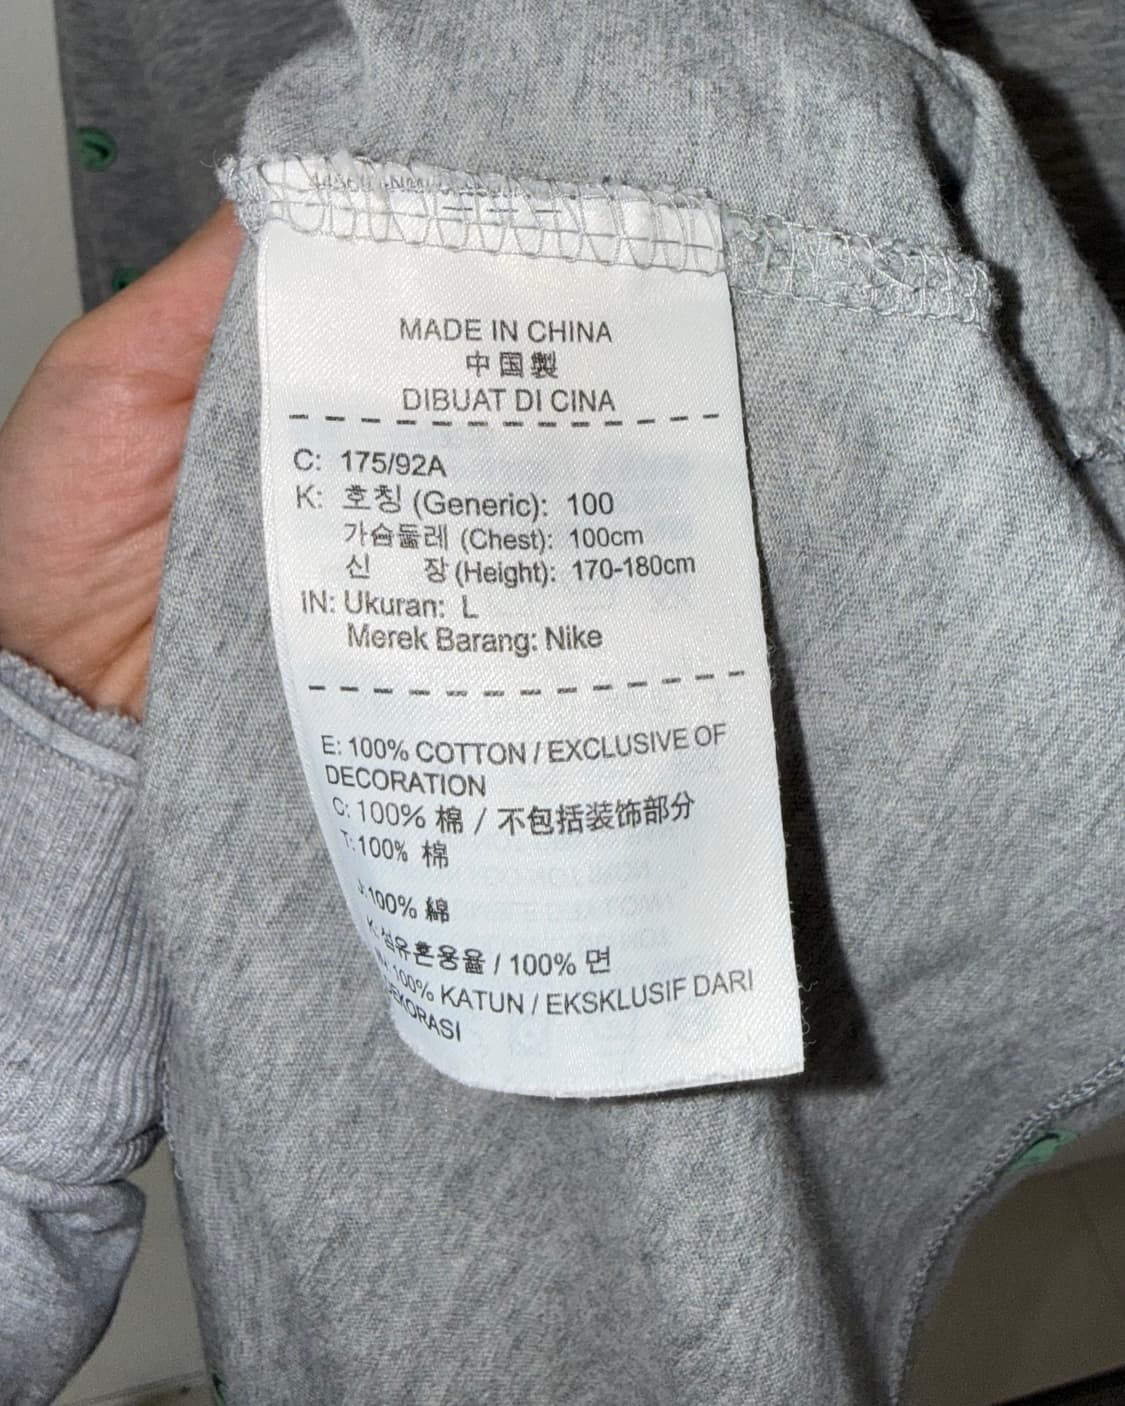 MADE IN CHINA
中国製
DIBUAT DI CINA
C: 175/92A
K: 호칭 (Generic): 100
가슴둘레 (Chest): 100cm
신 장 (Height): 170-180cm
IN: Ukuran: L
Merek Barang: Nike
E: 100% COTTON / EXCLUSIVE OF
DECORATION
C: 100% 棉 / 不包括装饰部分
T: 100% 棉
J: 100% 綿
K: 섬유혼용율 / 100% 면
100% KATUN / EKSKLUSIF DARI
DEKORASI